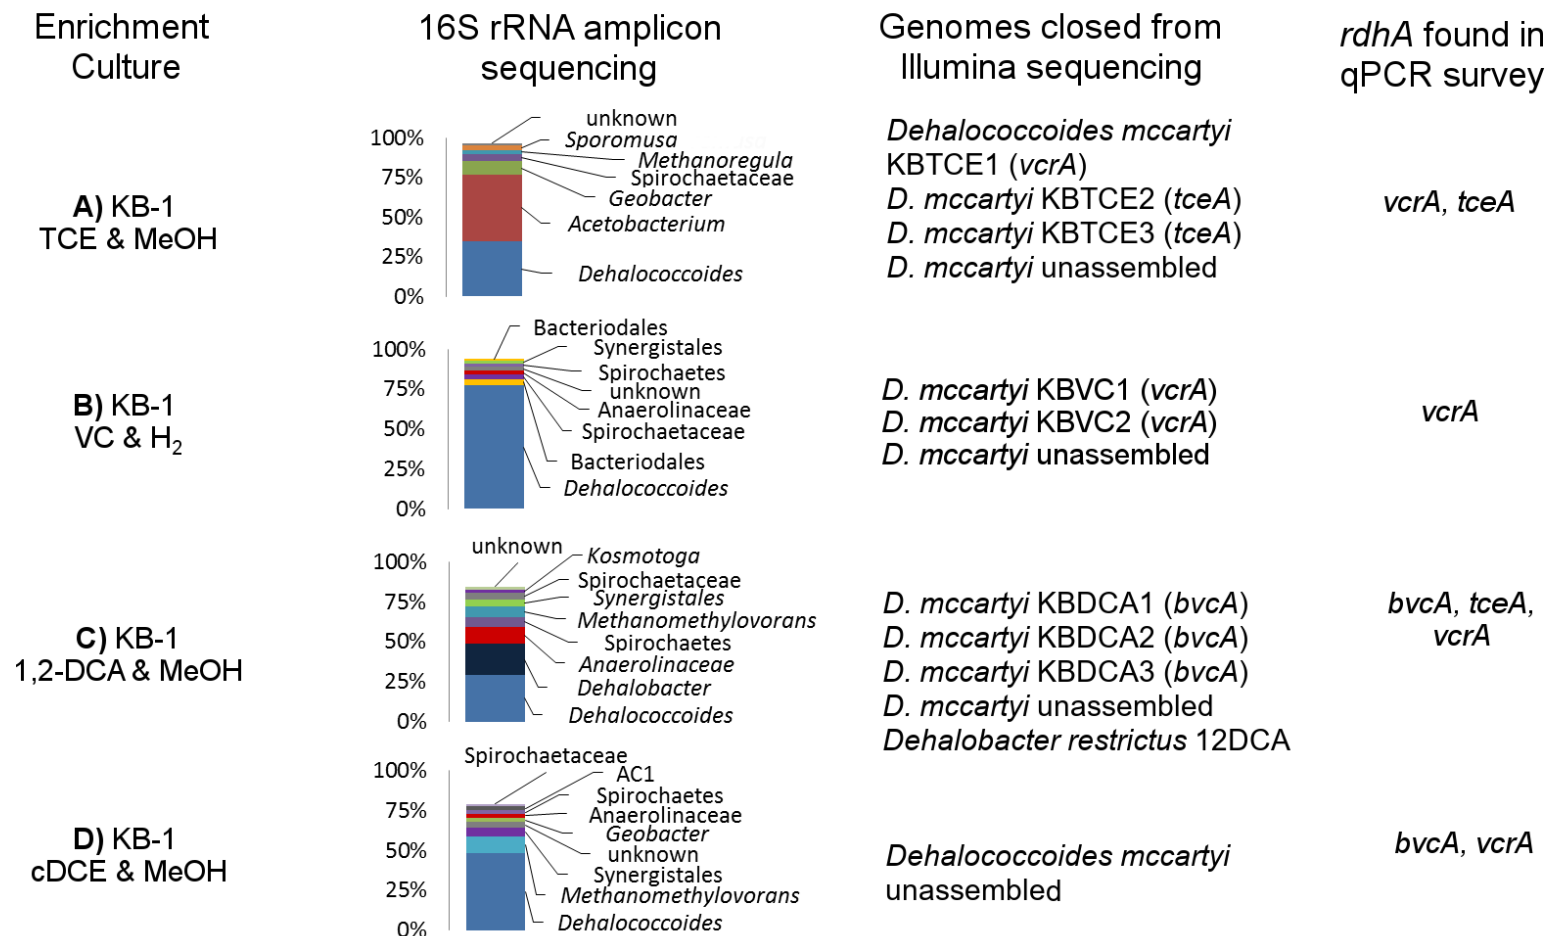 Enrichment
Culture
16S rRNA amplicon
sequencing
Genomes closed from
Illumina sequencing
rdhA found in
qPCR survey
A) KB-1
TCE & MeOH
100%
75%
50%
25%
0%
unknown
Sporomusa
Methanoregula
Spirochaetaceae
Geobacter
Acetobacterium
Dehalococcoides
Dehalococcoides mccartyi
KBTCE1 (vcrA)
D. mccartyi KBTCE2 (tceA)
D. mccartyi KBTCE3 (tceA)
D. mccartyi unassembled
vcrA, tceA
B) KB-1
VC & H₂
100%
75%
50%
25%
0%
Bacteriodales
Synergistales
Spirochaetes
unknown
Anaerolinaceae
Spirochaetaceae
Bacteriodales
Dehalococcoides
D. mccartyi KBVC1 (vcrA)
D. mccartyi KBVC2 (vcrA)
D. mccartyi unassembled
vcrA
C) KB-1
1,2-DCA & MeOH
100%
75%
50%
25%
0%
unknown
Kosmotoga
Spirochaetaceae
Synergistales
Methanomethylovorans
Spirochaetes
Anaerolinaceae
Dehalobacter
Dehalococcoides
D. mccartyi KBDCA1 (bvcA)
D. mccartyi KBDCA2 (bvcA)
D. mccartyi KBDCA3 (bvcA)
D. mccartyi unassembled
Dehalobacter restrictus 12DCA
bvcA, tceA,
vcrA
D) KB-1
cDCE & MeOH
100%
75%
50%
25%
0%
Spirochaetaceae
AC1
Spirochaetes
Anaerolinaceae
Geobacter
unknown
Synergistales
Methanomethylovorans
Dehalococcoides
Dehalococcoides mccartyi
unassembled
bvcA, vcrA